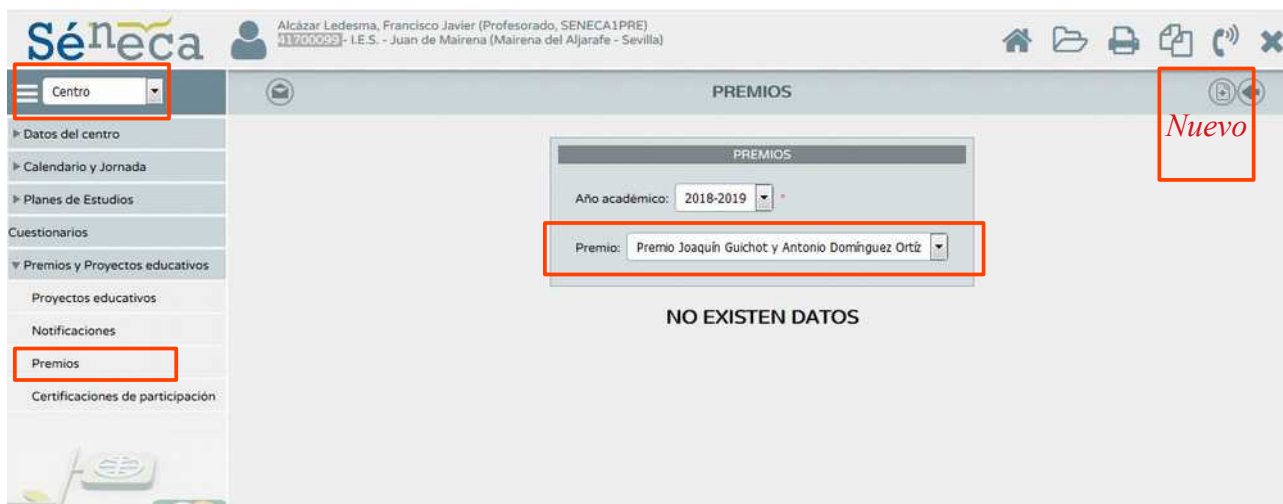 Séneca
Alcázar Ledesma, Francisco Javier (Profesorado, SENECA1PRE)
41700099 - I.E.S. - Juan de Mairena (Mairena del Aljarafe - Sevilla)
Centro
PREMIOS
Nuevo
Datos del centro
Calendario y Jornada
Planes de Estudios
Cuestionarios
Premios y Proyectos educativos
Proyectos educativos
Notificaciones
Premios
Certificaciones de participación
PREMIOS
Año académico: 2018-2019 *
Premio: Premio Joaquín Guichot y Antonio Domínguez Ortíz
NO EXISTEN DATOS